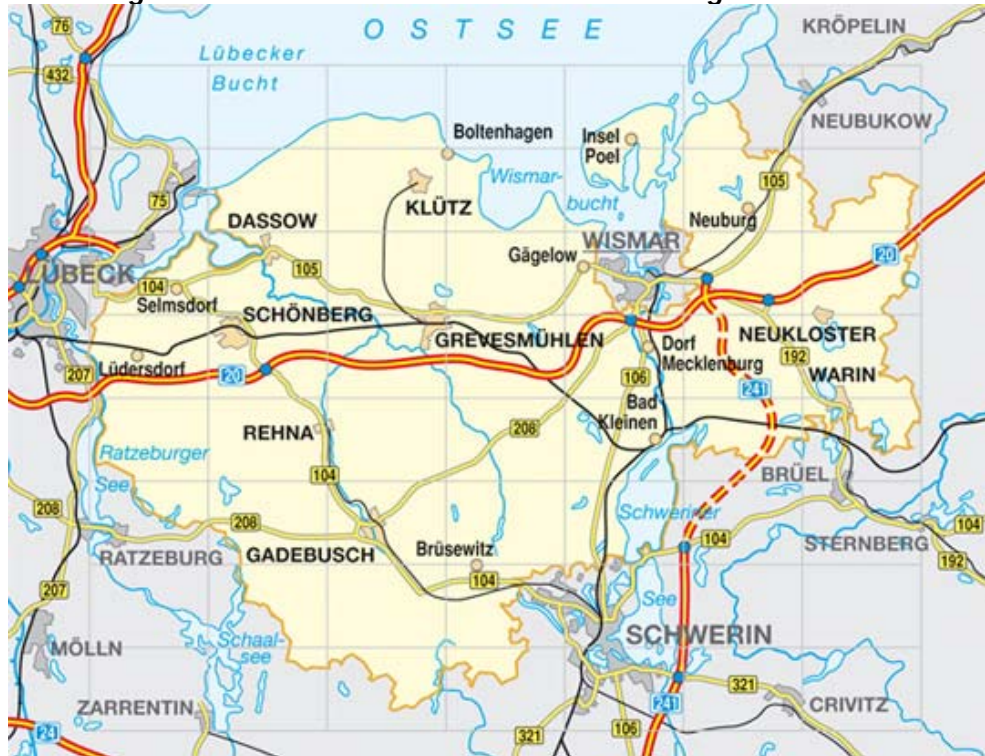 OSTSEE
KRÖPELIN
76
Lübecker
Bucht
432
NEUBUKOW
Boltenhagen
Insel
Poel
Wismar-
bucht
105
75
KLÜTZ
Neuburg
DASSOW
WISMAR
Gägelow
20
LÜBECK
105
104
Selmsdorf
SCHÖNBERG
GREVESMÜHLEN
NEUKLOSTER
Dorf
Mecklenburg
192
Lüdersdorf
207
20
106
241
WARIN
Bad
Kleinen
REHNA
208
Ratzeburger
See
104
BRÜEL
208
208
Schweriner
104
104
RATZEBURG
GADEBUSCH
Brüsewitz
STERNBERG
192
104
207
See
SCHWERIN
MÖLLN
Schaal-
see
321
ZARRENTIN
241
CRIVITZ
24
321
106